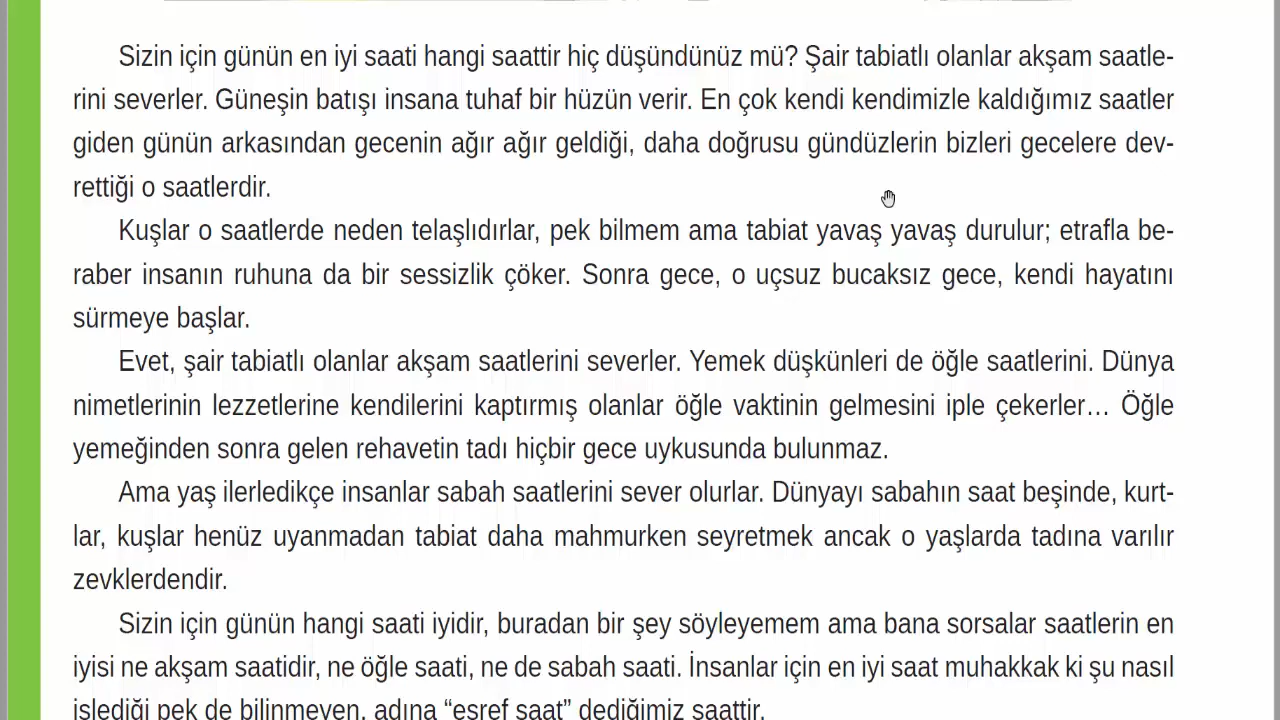 Sizin için günün en iyi saati hangi saattir hiç düşündünüz mü? Şair tabiatlı olanlar akşam saatle-
rini severler. Güneşin batışı insana tuhaf bir hüzün verir. En çok kendi kendimizle kaldığımız saatler
giden günün arkasından gecenin ağır ağır geldiği, daha doğrusu gündüzlerin bizleri gecelere dev-
rettiği o saatlerdir.
Kuşlar o saatlerde neden telaşlıdırlar, pek bilmem ama tabiat yavaş yavaş durulur; etrafla be-
raber insanın ruhuna da bir sessizlik çöker. Sonra gece, o uçsuz bucaksız gece, kendi hayatını
sürmeye başlar.
Evet, şair tabiatlı olanlar akşam saatlerini severler. Yemek düşkünleri de öğle saatlerini. Dünya
nimetlerinin lezzetlerine kendilerini kaptırmış olanlar öğle vaktinin gelmesini iple çekerler… Öğle
yemeğinden sonra gelen rehavetin tadı hiçbir gece uykusunda bulunmaz.
Ama yaş ilerledikçe insanlar sabah saatlerini sever olurlar. Dünyayı sabahın saat beşinde, kurt-
lar, kuşlar henüz uyanmadan tabiat daha mahmurken seyretmek ancak o yaşlarda tadına varılır
zevklerdendir.
Sizin için günün hangi saati iyidir, buradan bir şey söyleyemem ama bana sorsalar saatlerin en
iyisi ne akşam saatidir, ne öğle saati, ne de sabah saati. İnsanlar için en iyi saat muhakkak ki şu nasıl
işlediği pek de bilinmeyen, adına “eşref saat” dediğimiz saattir.